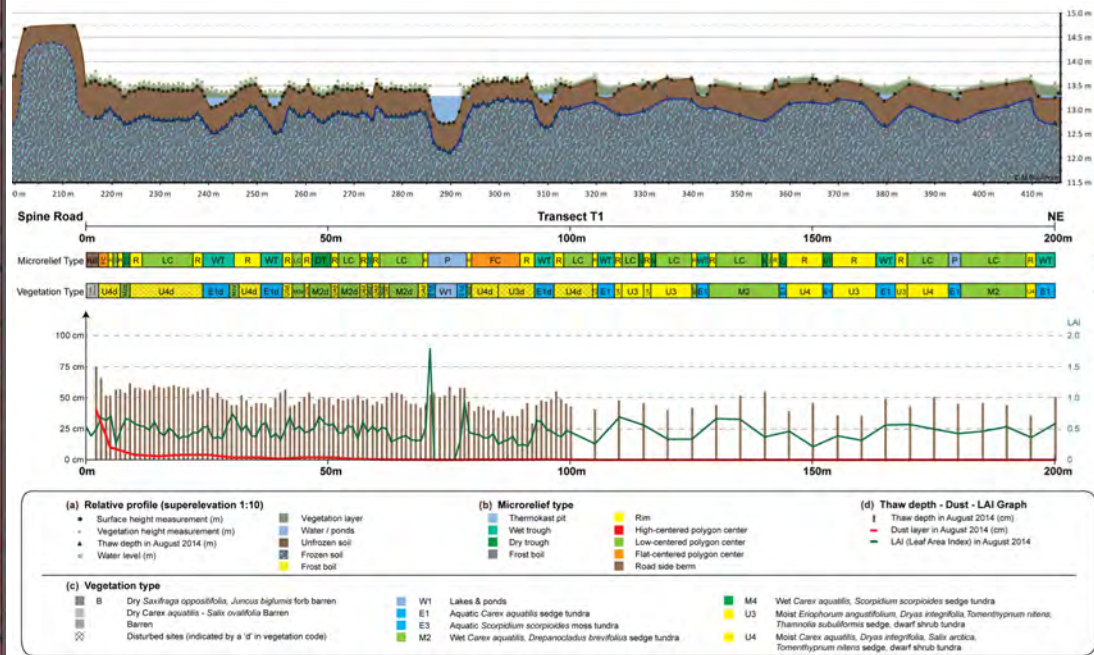 15.0 m
14.5 m
14.0 m
13.5 m
13.0 m
12.5 m
12.0 m
11.5 m
0 m 210 m 220 m 230 m 240 m 250 m 260 m 270 m 280 m 290 m 300 m 310 m 320 m 330 m 340 m 350 m 360 m 370 m 380 m 390 m 400 m 410 m
Spine Road Transect T1 NE
0m 50m 100m 150m 200m
Microrelief Type R LC R WT R WT R LC R DT R LC R LC R P FC R WT R LC R WT R LC R LC R WT R LC R R R WT R LC P LC R WT
Vegetation Type U4d U4d E1d U4d E1d M2d M2d M2d W1 U4d U3d E1d U4d E1 U3 U3 E1 M2 U4 U3 E1 U3 U4 E1 M2 U4 E1
LAI
100 cm 2.0
75 cm 1.5
50 cm 1.0
25 cm 0.5
0 cm 0
0m 50m 100m 150m 200m
(a) Relative profile (superelevation 1:10)
Surface height measurement (m)
Vegetation height measurement (m)
Thaw depth in August 2014 (m)
Water level (m)
Vegetation layer
Water / ponds
Unfrozen soil
Frozen soil
Frost boil
(b) Microrelief type
Thermokast pit
Wet trough
Dry trough
Frost boil
Rim
High-centered polygon center
Low-centered polygon center
Flat-centered polygon center
Road side berm
(d) Thaw depth - Dust - LAI Graph
Thaw depth in August 2014 (cm)
Dust layer in August 2014 (cm)
LAI (Leaf Area Index) in August 2014
(c) Vegetation type
B Dry Saxifraga oppositifolia, Juncus biglumis forb barren
Dry Carex aquatilis - Salix ovalifolia Barren
Barren
Disturbed sites (indicated by a 'd' in vegetation code)
W1 Lakes & ponds
E1 Aquatic Carex aquatilis sedge tundra
E3 Aquatic Scorpidium scorpioides moss tundra
M2 Wet Carex aquatilis, Drepanocladus brevifolius sedge tundra
M4 Wet Carex aquatilis, Scorpidium scorpioides sedge tundra
U3 Moist Eriophorum angustifolium, Dryas integrifolia, Tomenthypnum nitens,
Thamnolia subuliformis sedge, dwarf shrub tundra
U4 Moist Carex aquatilis, Dryas integrifolia, Salix arctica,
Tomenthypnum nitens sedge, dwarf shrub tundra